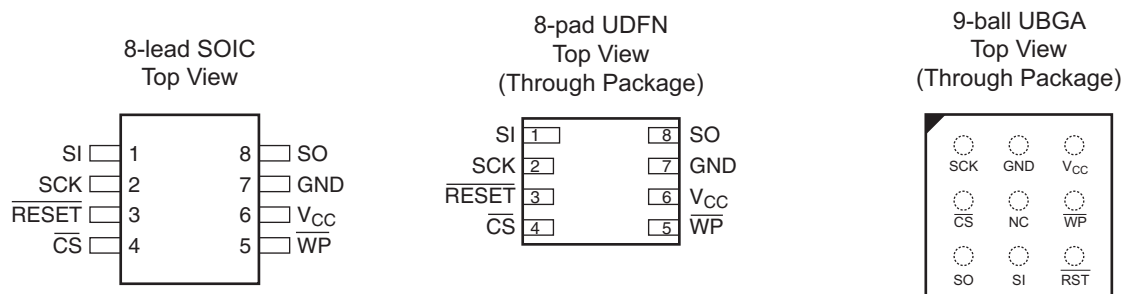 8-lead SOIC
Top View
SI 1 8 SO
SCK 2 7 GND
RESET 3 6 VCC
CS 4 5 WP
8-pad UDFN
Top View
(Through Package)
SI 1 8 SO
SCK 2 7 GND
RESET 3 6 VCC
CS 4 5 WP
9-ball UBGA
Top View
(Through Package)
SCK GND VCC
CS NC WP
SO SI RST